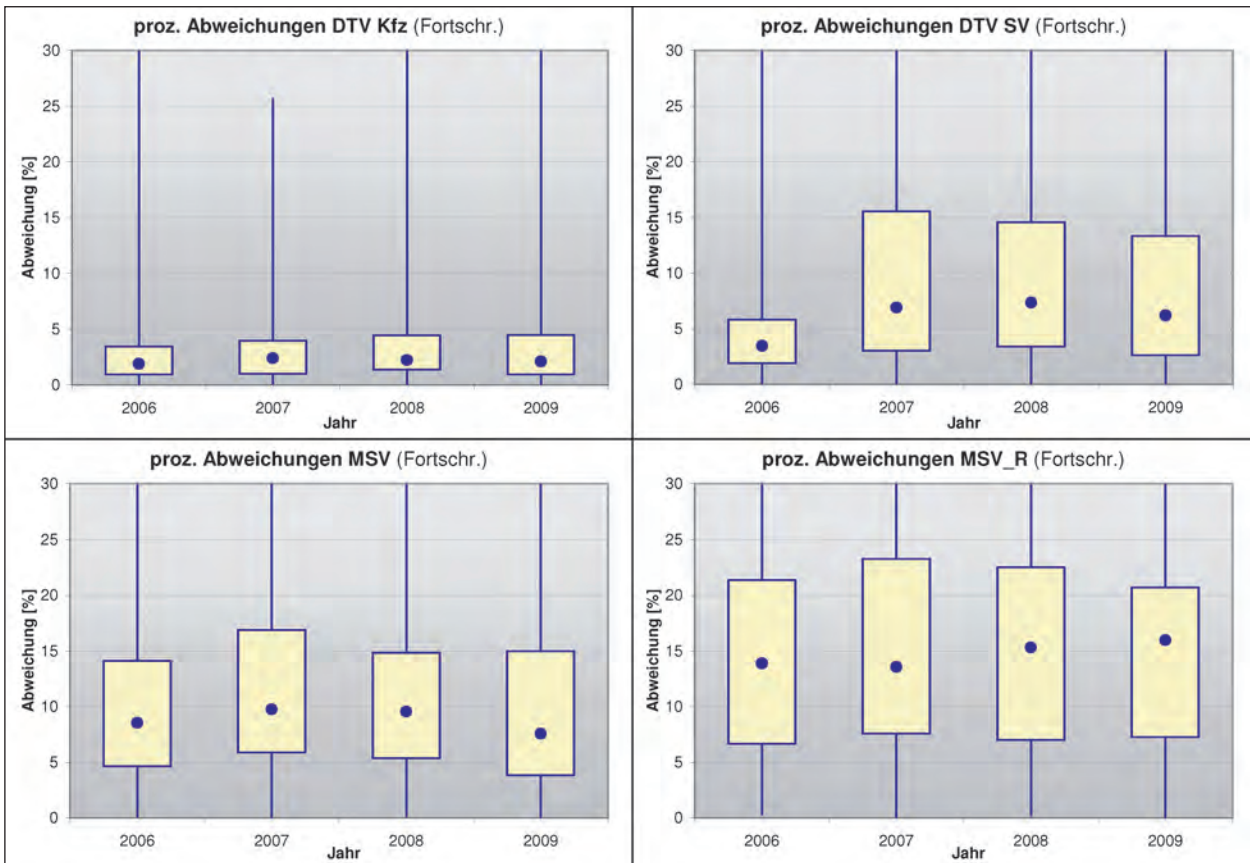 proz. Abweichungen DTV Kfz (Fortschr.)
30
25
20
15
10
5
0
Abweichung [%]
2006 2007 2008 2009
Jahr
proz. Abweichungen DTV SV (Fortschr.)
30
25
20
15
10
5
0
Abweichung [%]
2006 2007 2008 2009
Jahr
proz. Abweichungen MSV (Fortschr.)
30
25
20
15
10
5
0
Abweichung [%]
2006 2007 2008 2009
Jahr
proz. Abweichungen MSV_R (Fortschr.)
30
25
20
15
10
5
0
Abweichung [%]
2006 2007 2008 2009
Jahr